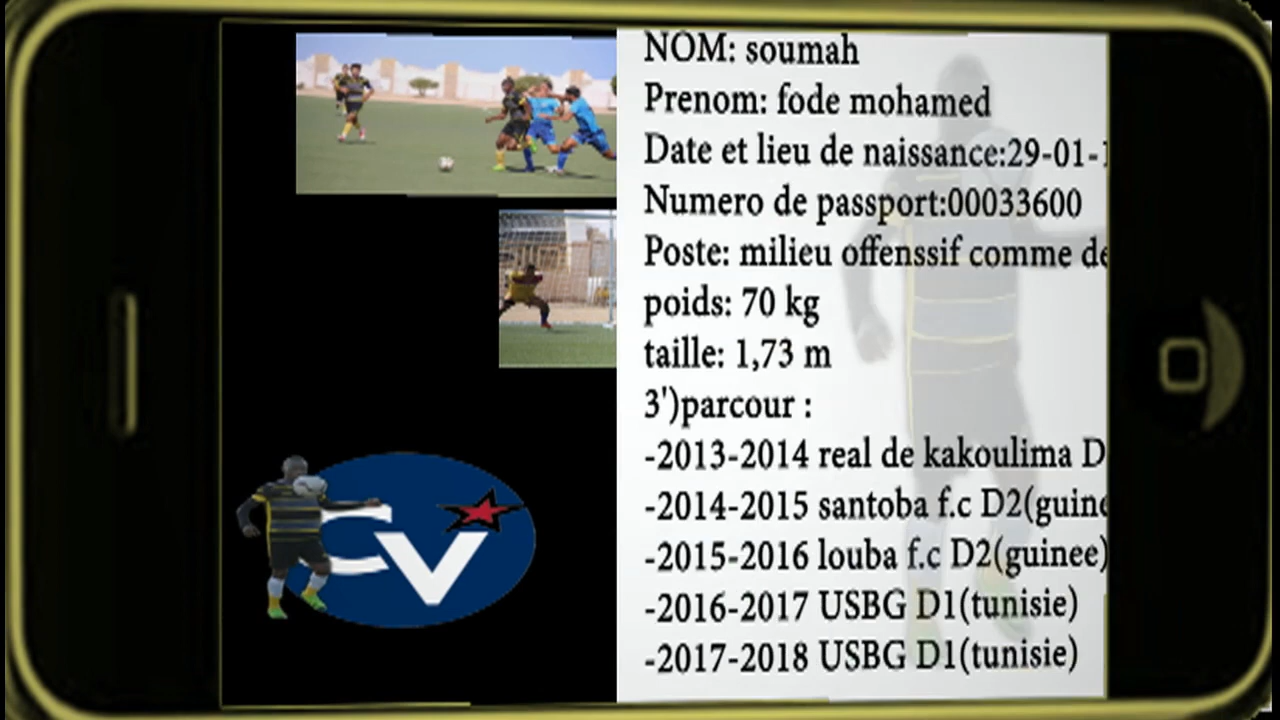 NOM: soumah
Prenom: fode mohamed
Date et lieu de naissance:29-01-
Numero de passport:00033600
Poste: milieu offenssif comme de
poids: 70 kg
taille: 1,73 m
3')parcour :
-2013-2014 real de kakoulima D
-2014-2015 santoba f.c D2(guine
-2015-2016 louba f.c D2(guinee)
-2016-2017 USBG D1(tunisie)
-2017-2018 USBG D1(tunisie)
CV